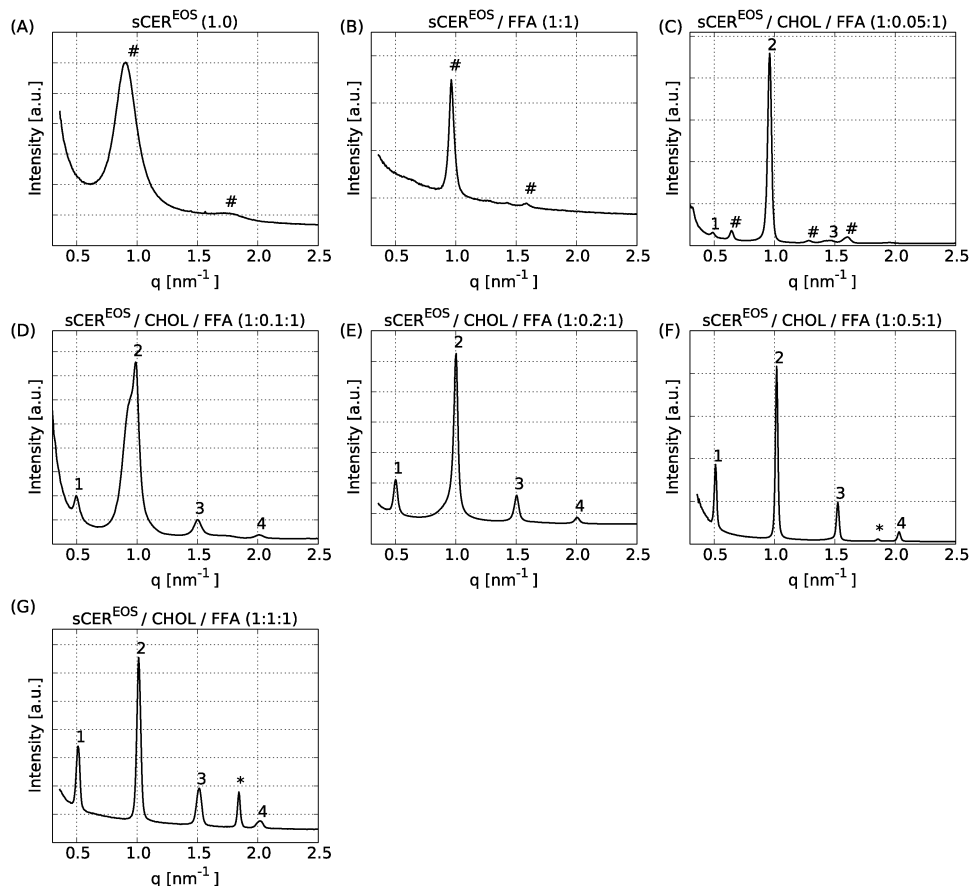 (A) sCER^EOS (1.0)
#
#
Intensity [a.u.]
0.5 1.0 1.5 2.0 2.5
q [nm^-1]
(B) sCER^EOS / FFA (1:1)
#
#
Intensity [a.u.]
0.5 1.0 1.5 2.0 2.5
q [nm^-1]
(C) sCER^EOS / CHOL / FFA (1:0.05:1)
2
1 # # 3 #
Intensity [a.u.]
0.5 1.0 1.5 2.0 2.5
q [nm^-1]
(D) sCER^EOS / CHOL / FFA (1:0.1:1)
2
1
3
4
Intensity [a.u.]
0.5 1.0 1.5 2.0 2.5
q [nm^-1]
(E) sCER^EOS / CHOL / FFA (1:0.2:1)
2
1
3
4
Intensity [a.u.]
0.5 1.0 1.5 2.0 2.5
q [nm^-1]
(F) sCER^EOS / CHOL / FFA (1:0.5:1)
2
1
3
* 4
Intensity [a.u.]
0.5 1.0 1.5 2.0 2.5
q [nm^-1]
(G) sCER^EOS / CHOL / FFA (1:1:1)
2
1
3 *
4
Intensity [a.u.]
0.5 1.0 1.5 2.0 2.5
q [nm^-1]